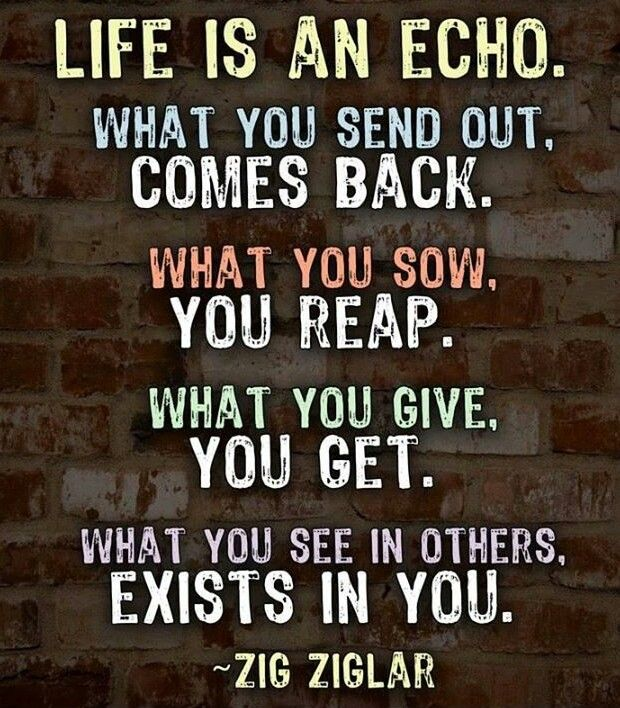 LIFE IS AN ECHO.
WHAT YOU SEND OUT,
COMES BACK.
WHAT YOU SOW,
YOU REAP.
WHAT YOU GIVE,
YOU GET.
WHAT YOU SEE IN OTHERS,
EXISTS IN YOU.
~ZIG ZIGLAR